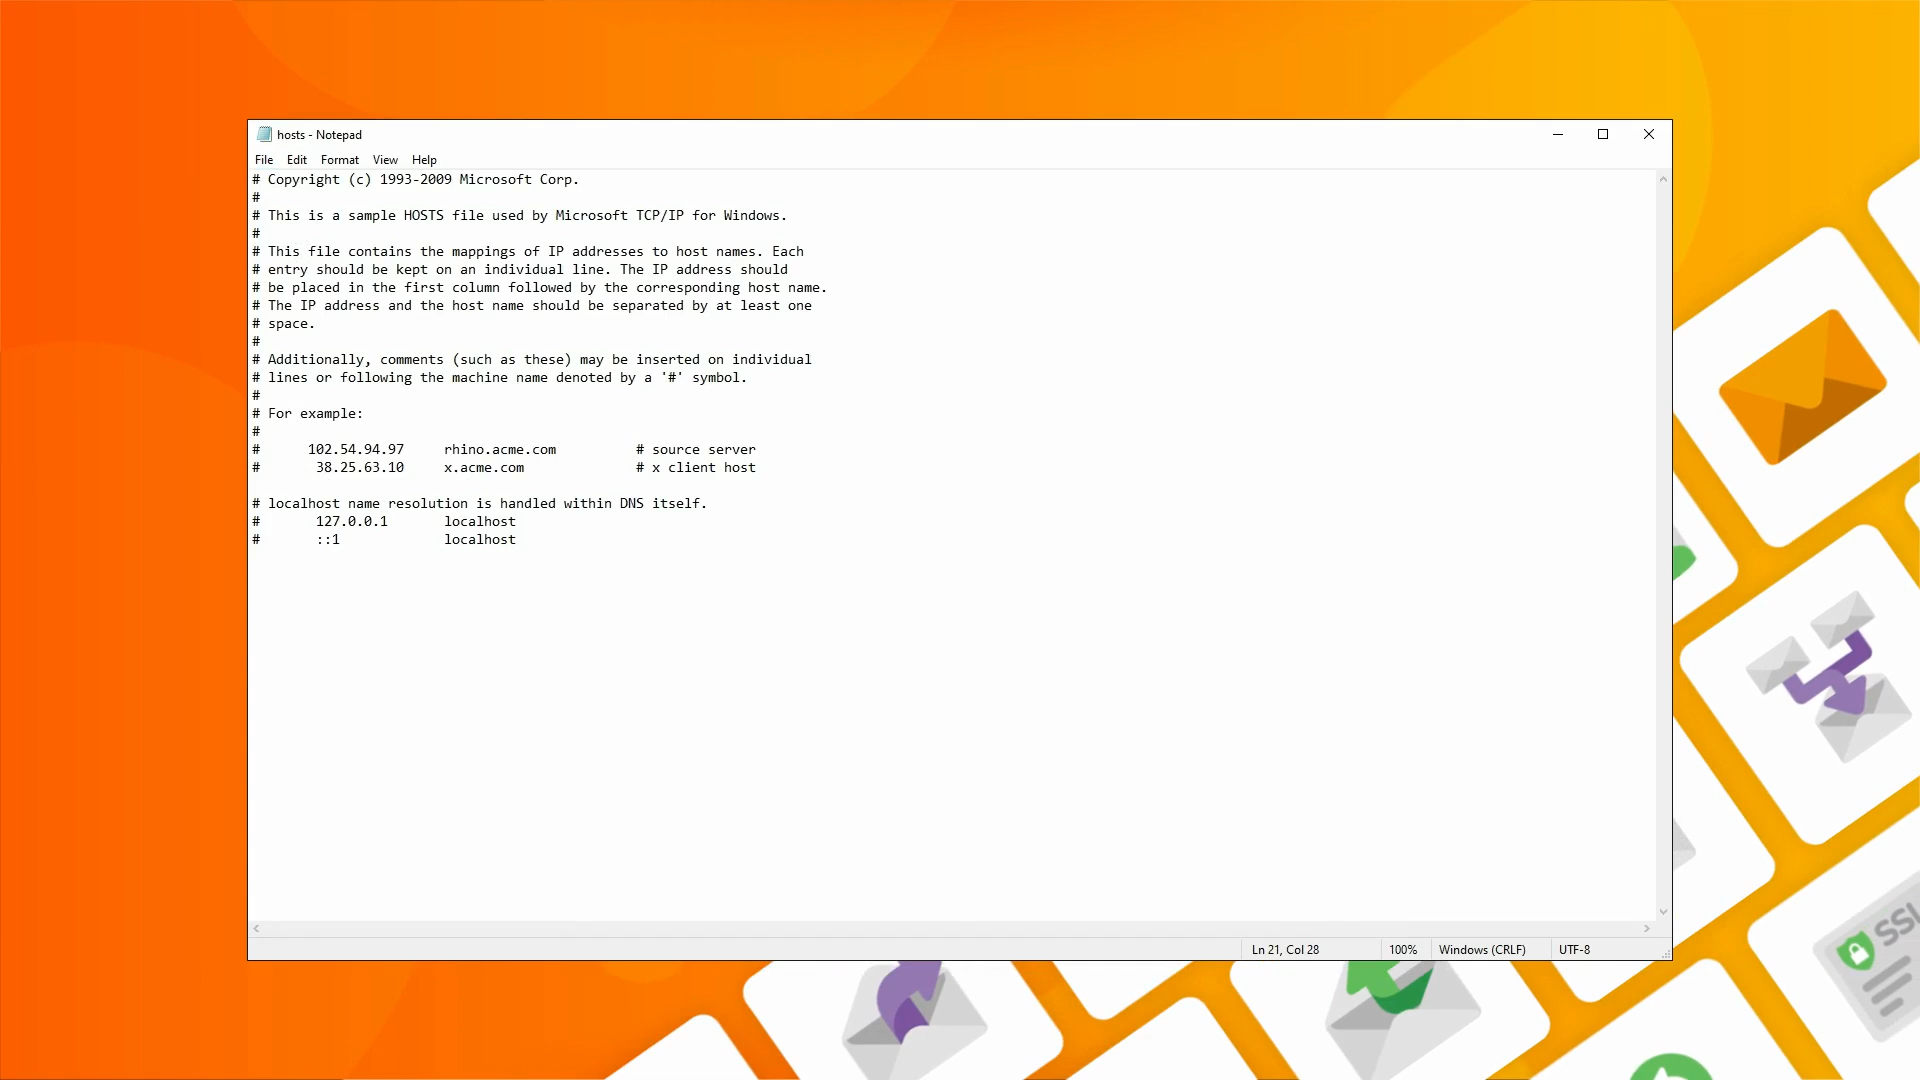 hosts - Notepad
File Edit Format View Help
# Copyright (c) 1993-2009 Microsoft Corp.
#
# This is a sample HOSTS file used by Microsoft TCP/IP for Windows.
#
# This file contains the mappings of IP addresses to host names. Each
# entry should be kept on an individual line. The IP address should
# be placed in the first column followed by the corresponding host name.
# The IP address and the host name should be separated by at least one
# space.
#
# Additionally, comments (such as these) may be inserted on individual
# lines or following the machine name denoted by a '#' symbol.
#
# For example:
#
#      102.54.94.97     rhino.acme.com          # source server
#       38.25.63.10     x.acme.com              # x client host
# localhost name resolution is handled within DNS itself.
#       127.0.0.1       localhost
#       ::1             localhost
Ln 21, Col 28 100% Windows (CRLF) UTF-8
SSL